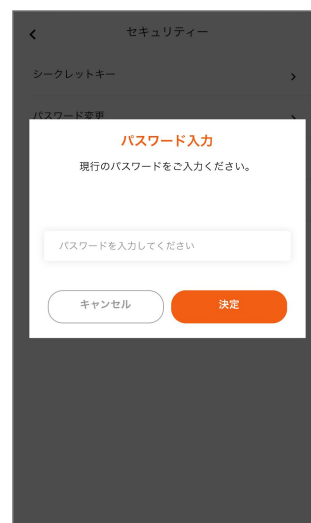 セキュリティー
シークレットキー
パスワード変更
パスワード入力
現行のパスワードをご入力ください。
パスワードを入力してください
キャンセル
決定